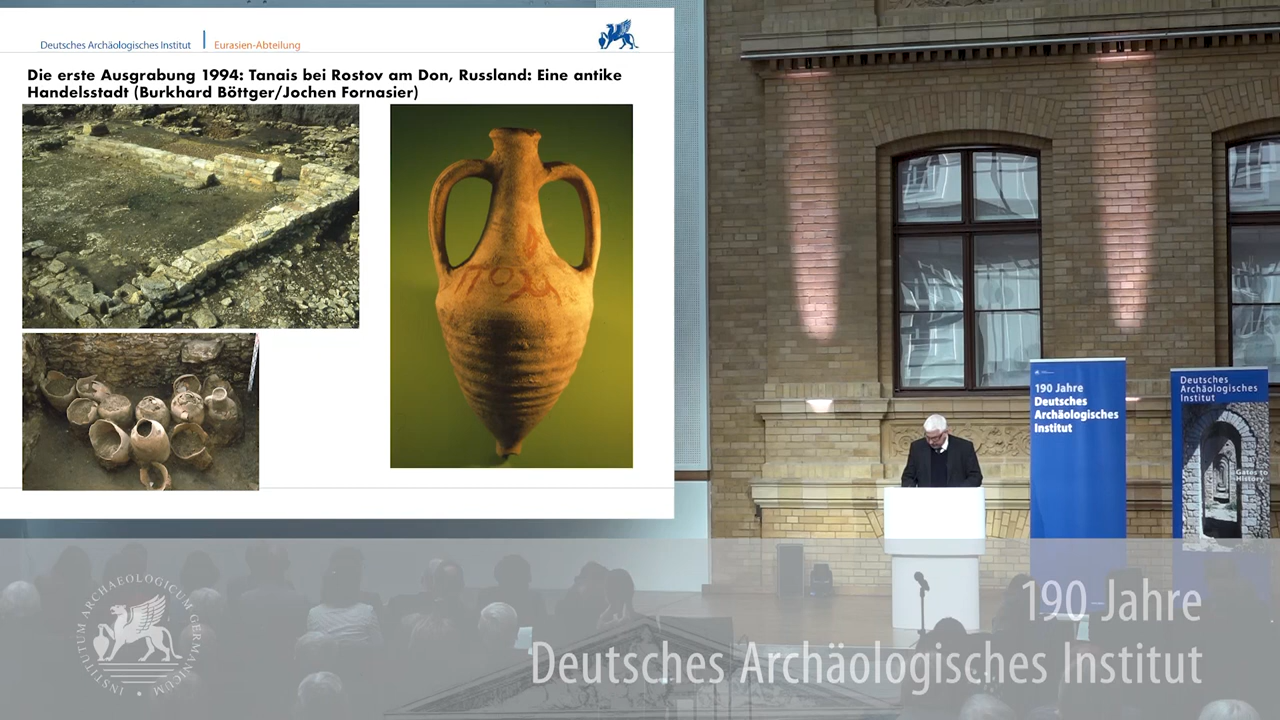 Deutsches Archäologisches Institut | Eurasien-Abteilung
Die erste Ausgrabung 1994: Tanais bei Rostov am Don, Russland: Eine antike
Handelsstadt (Burkhard Böttger/Jochen Fornasier)
190 Jahre
Deutsches
Archäologisches
Institut
Deutsches
Archäologisches
Institut
Gates to
History
INSTITUTUM ARCHAEOLOGICUM GERMANICUM
190 Jahre
Deutsches Archäologisches Institut